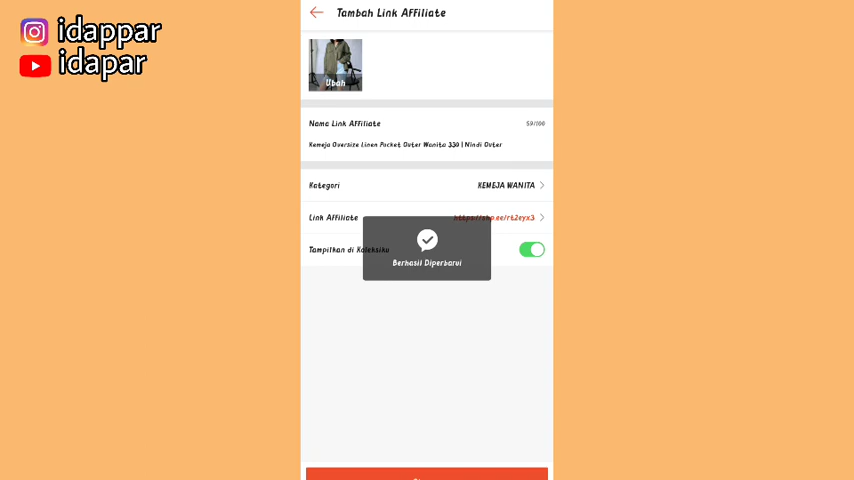 idappar
idapar
Tambah Link Affiliate
Ubah
Nama Link Affiliate
59/100
Kemeja Oversize Linen Pocket Outer Wanita 330 | Nindi Outer
Kategori
KEMEJA WANITA
Link Affiliate
https://shp.ee/rt2eyx3
Tampilkan di Koleksiku
Berhasil Diperbarui